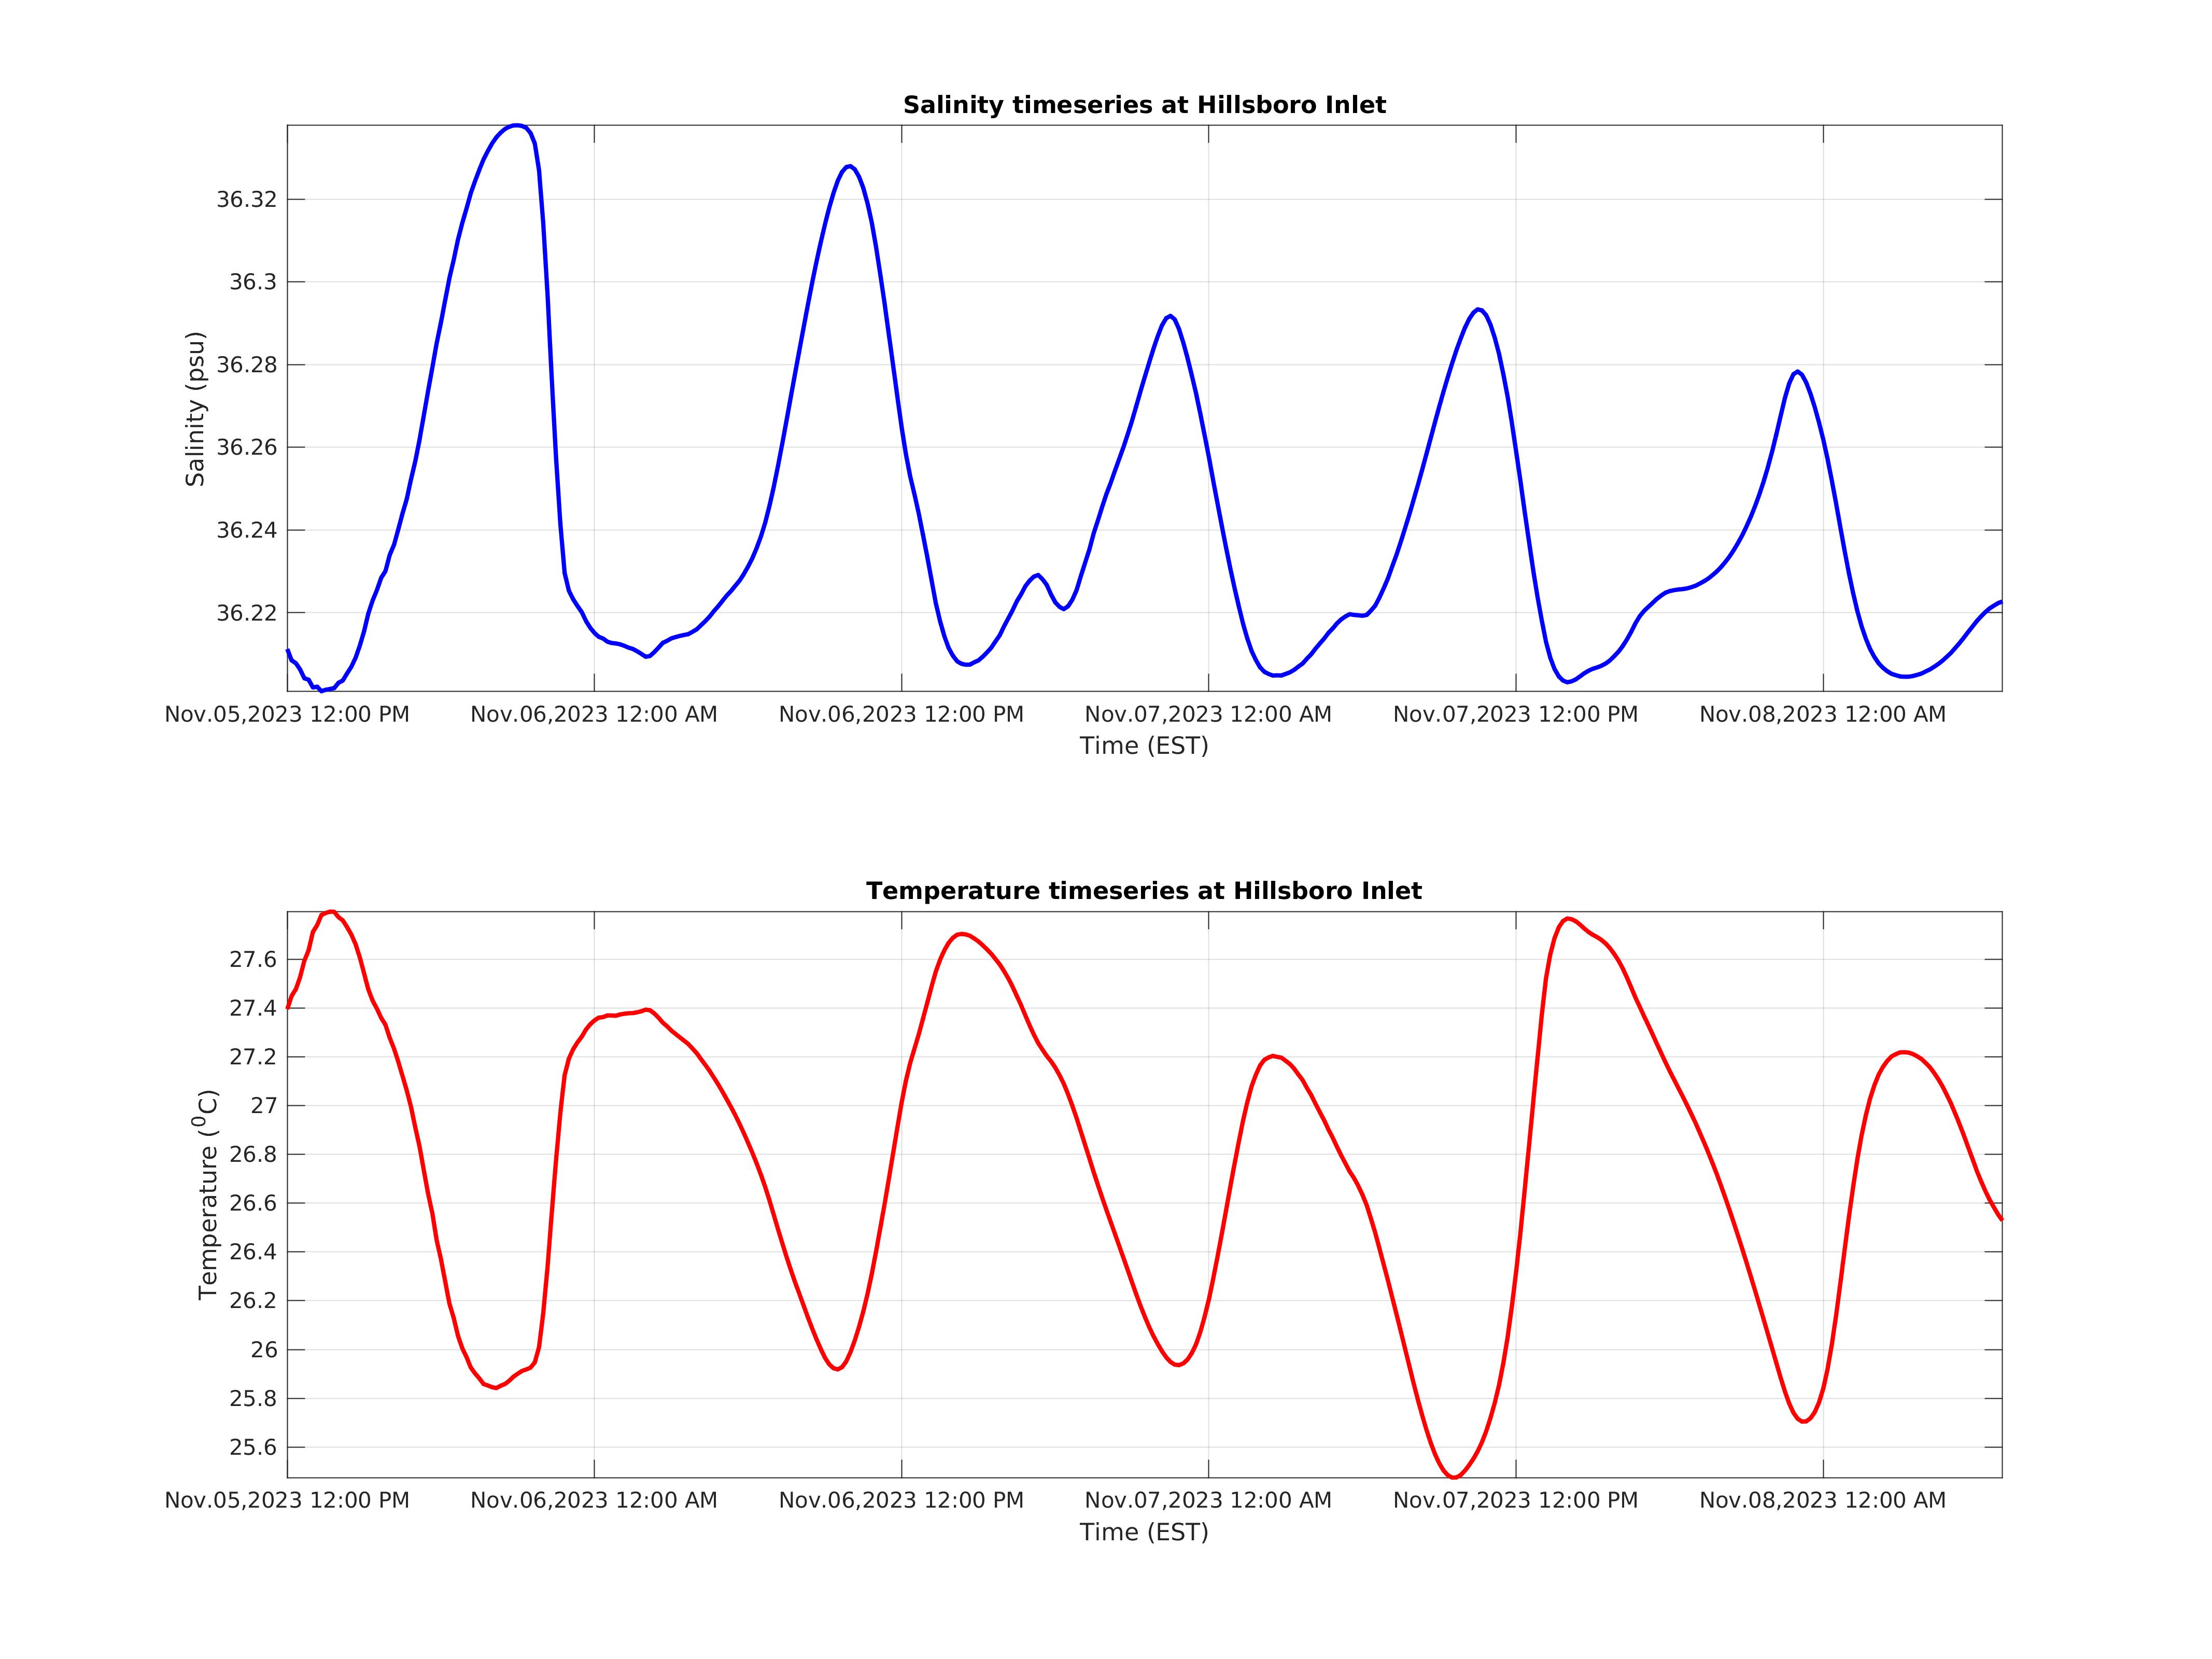 Salinity timeseries at Hillsboro Inlet
36.32
36.3
36.28
36.26
36.24
36.22
Salinity (psu)
Nov.05,2023 12:00 PM Nov.06,2023 12:00 AM Nov.06,2023 12:00 PM Nov.07,2023 12:00 AM Nov.07,2023 12:00 PM Nov.08,2023 12:00 AM
Time (EST)
Temperature timeseries at Hillsboro Inlet
27.6
27.4
27.2
27
26.8
26.6
26.4
26.2
26
25.8
25.6
Temperature (⁰C)
Nov.05,2023 12:00 PM Nov.06,2023 12:00 AM Nov.06,2023 12:00 PM Nov.07,2023 12:00 AM Nov.07,2023 12:00 PM Nov.08,2023 12:00 AM
Time (EST)